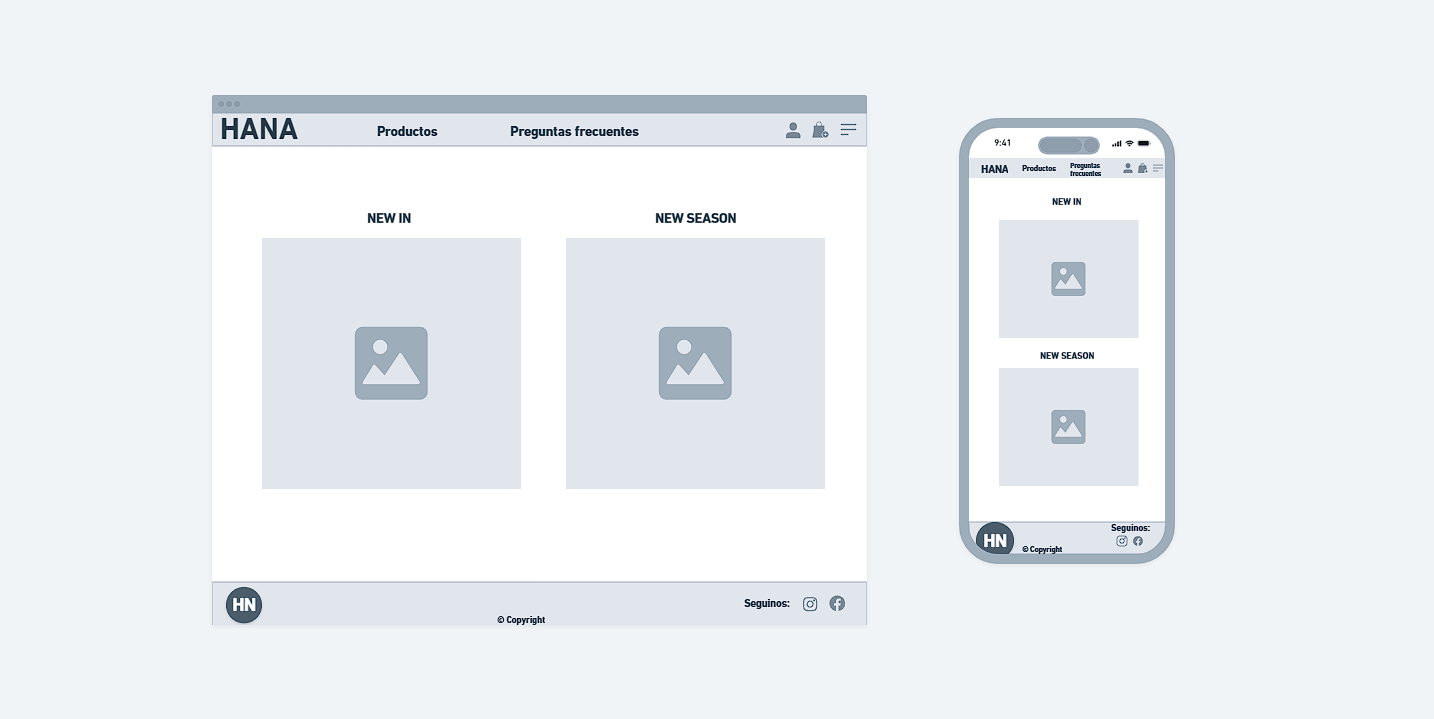 HANA
Productos
Preguntas frecuentes
NEW IN
NEW SEASON
HN
© Copyright
Seguinos:
9:41
HANA
Productos
Preguntas
frecuentes
NEW IN
NEW SEASON
HN
© Copyright
Seguinos: